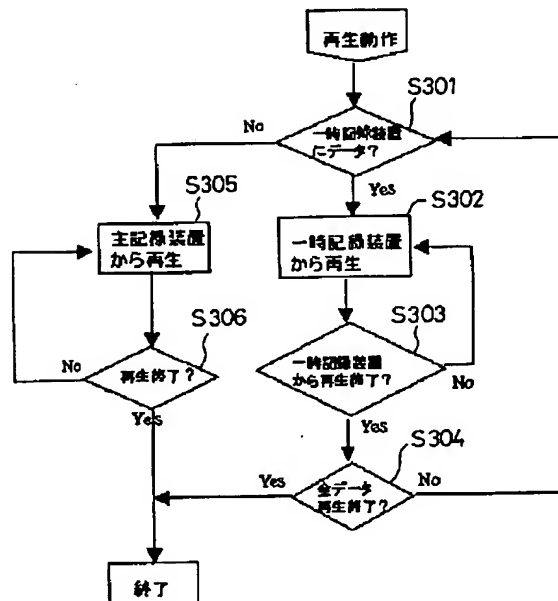 再生動作
S301
一時記録装置
にデータ？
No
Yes
S305
S302
主記録装置
から再生
一時記録装置
から再生
S306
S303
再生終了？
No
一時記録装置
から再生終了？
No
Yes
Yes
S304
Yes
全データ
再生終了？
No
終了